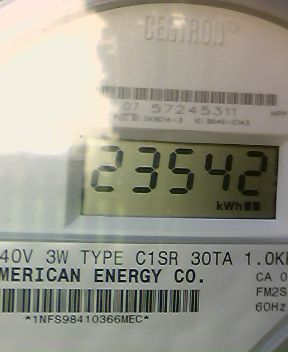 CENTRON®
07 57245311
23542
kWh
40V 3W TYPE C1SR 30TA 1.0K
MERICAN ENERGY CO.
CA 0
FM2S
60Hz
*1NFS98410366MEC*